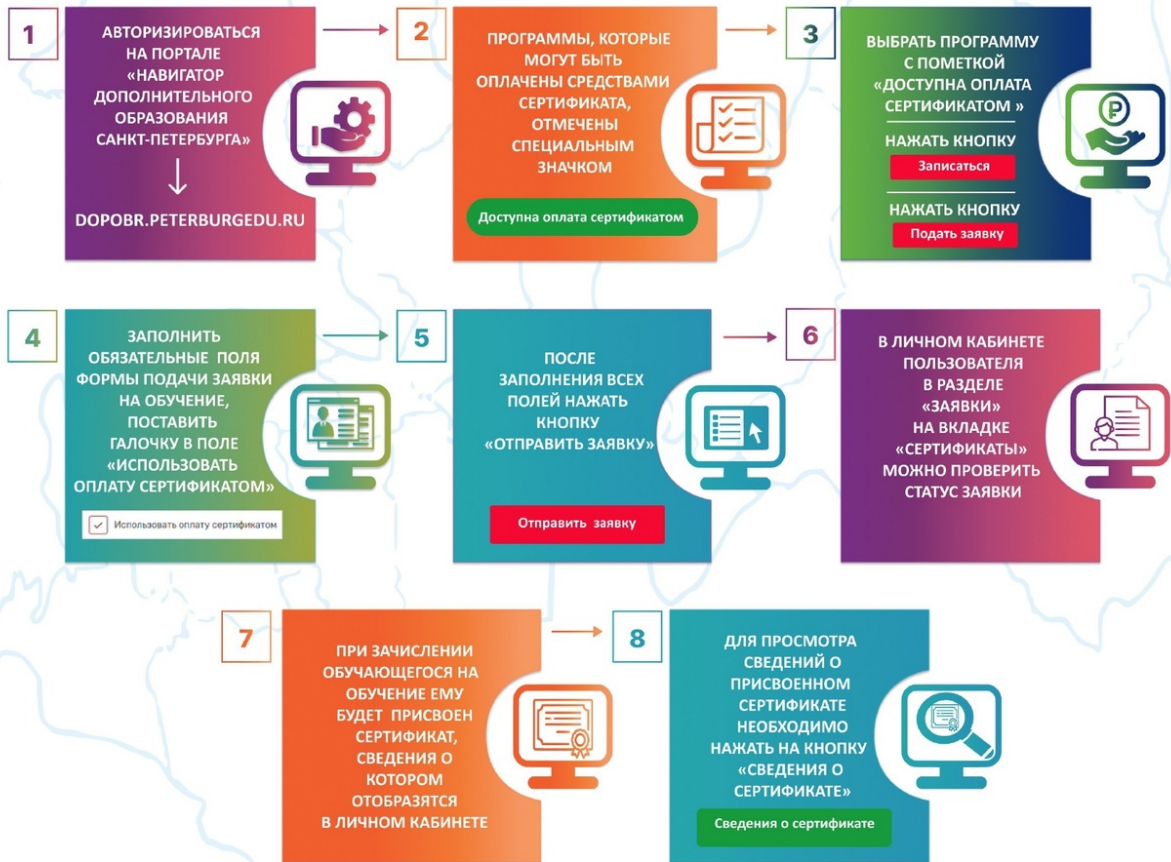 1
АВТОРИЗИРОВАТЬСЯ
НА ПОРТАЛЕ
«НАВИГАТОР
ДОПОЛНИТЕЛЬНОГО
ОБРАЗОВАНИЯ
САНКТ-ПЕТЕРБУРГА»
DOPOBR.PETERBURGEDU.RU
2
ПРОГРАММЫ, КОТОРЫЕ
МОГУТ БЫТЬ
ОПЛАЧЕНЫ СРЕДСТВАМИ
СЕРТИФИКАТА,
ОТМЕЧЕНЫ
СПЕЦИАЛЬНЫМ
ЗНАЧКОМ
Доступна оплата сертификатом
3
ВЫБРАТЬ ПРОГРАММУ
С ПОМЕТКОЙ
«ДОСТУПНА ОПЛАТА
СЕРТИФИКАТОМ »
НАЖАТЬ КНОПКУ
Записаться
НАЖАТЬ КНОПКУ
Подать заявку
4
ЗАПОЛНИТЬ
ОБЯЗАТЕЛЬНЫЕ ПОЛЯ
ФОРМЫ ПОДАЧИ ЗАЯВКИ
НА ОБУЧЕНИЕ,
ПОСТАВИТЬ
ГАЛОЧКУ В ПОЛЕ
«ИСПОЛЬЗОВАТЬ
ОПЛАТУ СЕРТИФИКАТОМ»
Использовать оплату сертификатом
5
ПОСЛЕ
ЗАПОЛНЕНИЯ ВСЕХ
ПОЛЕЙ НАЖАТЬ
КНОПКУ
«ОТПРАВИТЬ ЗАЯВКУ»
Отправить заявку
6
В ЛИЧНОМ КАБИНЕТЕ
ПОЛЬЗОВАТЕЛЯ
В РАЗДЕЛЕ
«ЗАЯВКИ»
НА ВКЛАДКЕ
«СЕРТИФИКАТЫ»
МОЖНО ПРОВЕРИТЬ
СТАТУС ЗАЯВКИ
7
ПРИ ЗАЧИСЛЕНИИ
ОБУЧАЮЩЕГОСЯ НА
ОБУЧЕНИЕ ЕМУ
БУДЕТ ПРИСВОЕН
СЕРТИФИКАТ,
СВЕДЕНИЯ О
КОТОРОМ
ОТОБРАЗЯТСЯ
В ЛИЧНОМ КАБИНЕТЕ
8
ДЛЯ ПРОСМОТРА
СВЕДЕНИЙ О
ПРИСВОЕННОМ
СЕРТИФИКАТЕ
НЕОБХОДИМО
НАЖАТЬ НА КНОПКУ
«СВЕДЕНИЯ О
СЕРТИФИКАТЕ»
Сведения о сертификате